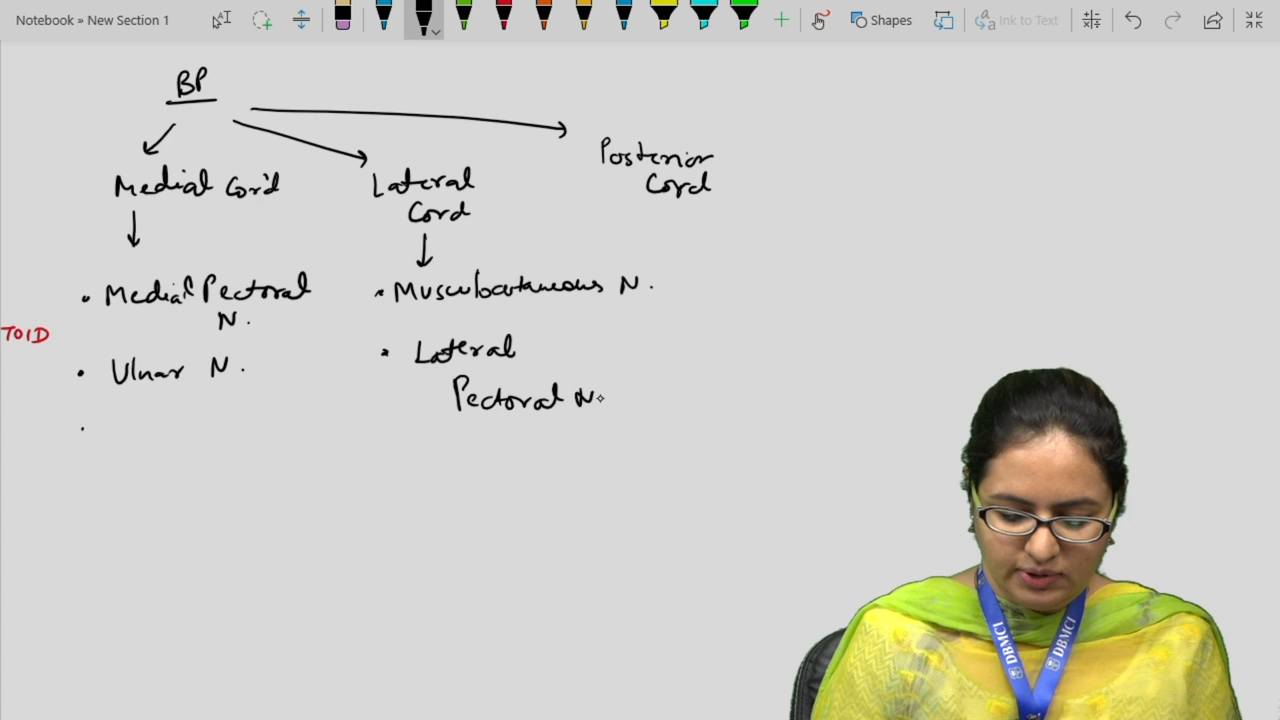 Notebook » New Section 1
Shapes
Ink to Text
BP
Medial Cord
Lateral
Cord
Posterior
Cord
• Medial Pectoral
N.
• Musculocutaneous N.
TOID
• Ulnar N.
• Lateral
Pectoral N
DBMCI
DBMCI